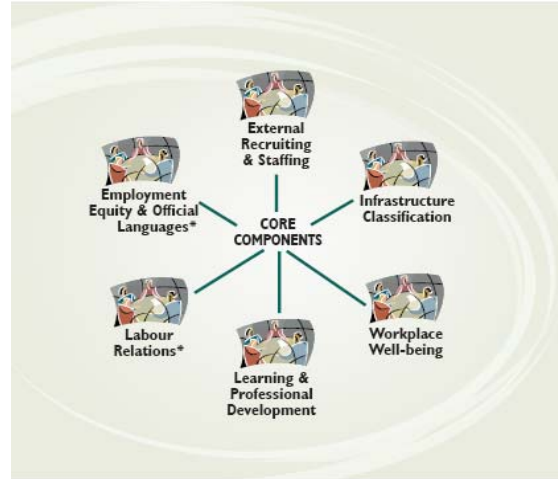 External
Recruiting
& Staffing
Employment
Equity & Official
Languages*
Infrastructure
Classification
CORE
COMPONENTS
Labour
Relations*
Workplace
Well-being
Learning &
Professional
Development